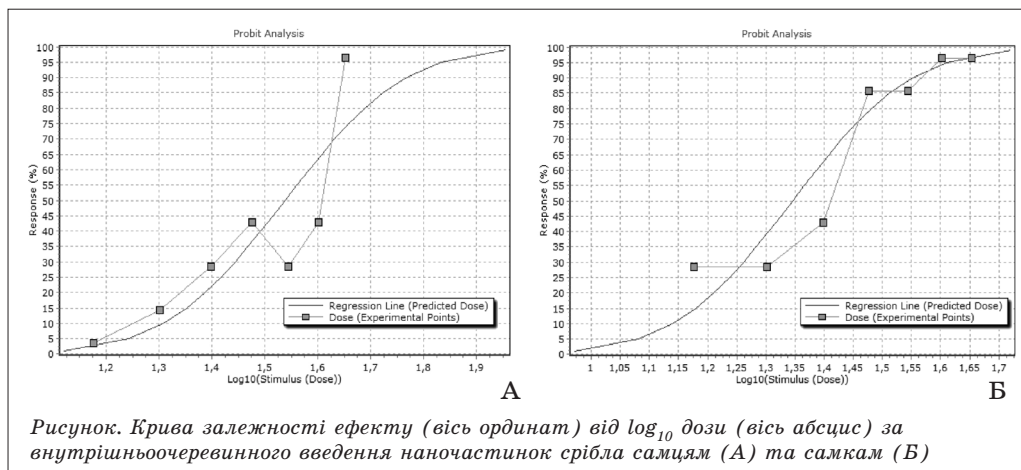 Probit Analysis
100
95
90
85
80
75
70
65
60
55
50
45
40
35
30
25
20
15
10
5
0
Response (%)
Regression Line (Predicted Dose)
Dose (Experimental Points)
1,2 1,3 1,4 1,5 1,6 1,7 1,8 1,9
Log10(Stimulus (Dose))
А
Probit Analysis
100
95
90
85
80
75
70
65
60
55
50
45
40
35
30
25
20
15
10
5
0
Response (%)
Regression Line (Predicted Dose)
Dose (Experimental Points)
1 1,05 1,1 1,15 1,2 1,25 1,3 1,35 1,4 1,45 1,5 1,55 1,6 1,65 1,7
Log10(Stimulus (Dose))
Б
Рисунок. Крива залежності ефекту (вісь ординат) від log10 дози (вісь абсцис) за
внутрішньоочеревинного введення наночастинок срібла самцям (А) та самкам (Б)